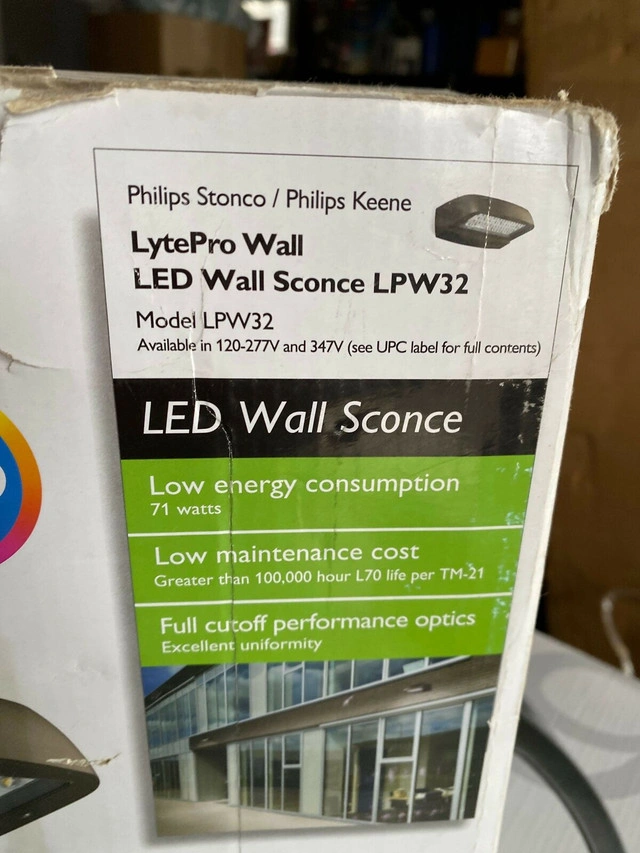 Philips Stonco / Philips Keene
LytePro Wall
LED Wall Sconce LPW32
Model LPW32
Available in 120-277V and 347V (see UPC label for full contents)
LED Wall Sconce
Low energy consumption
71 watts
Low maintenance cost
Greater than 100,000 hour L70 life per TM-21
Full cutoff performance optics
Excellent uniformity